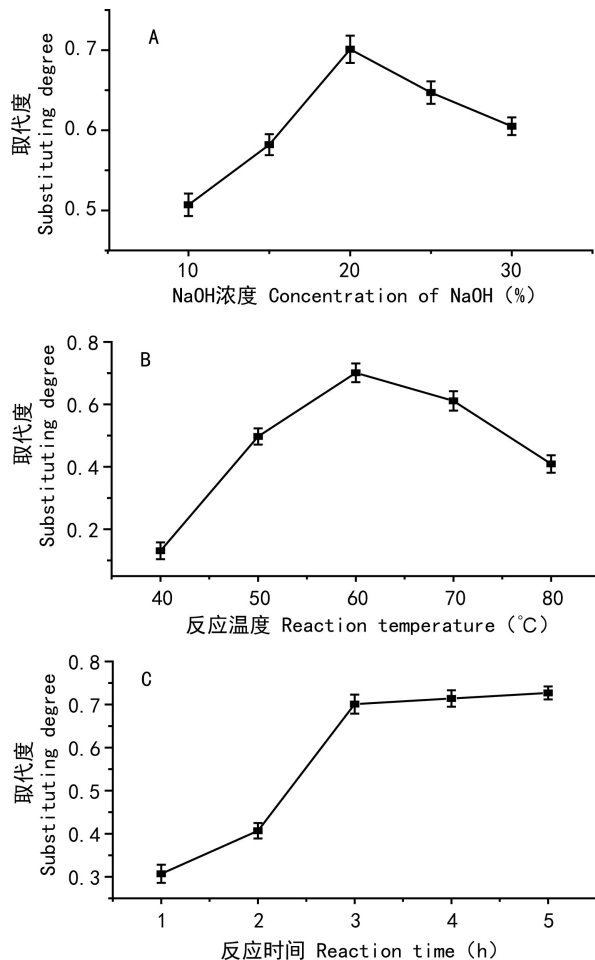 A
取代度
Substituting degree
0.7
0.6
0.5
10 20 30
NaOH浓度 Concentration of NaOH（%）
B
取代度
Substituting degree
0.8
0.6
0.4
0.2
40 50 60 70 80
反应温度 Reaction temperature（℃）
C
取代度
Substituting degree
0.8
0.7
0.6
0.5
0.4
0.3
1 2 3 4 5
反应时间 Reaction time（h）